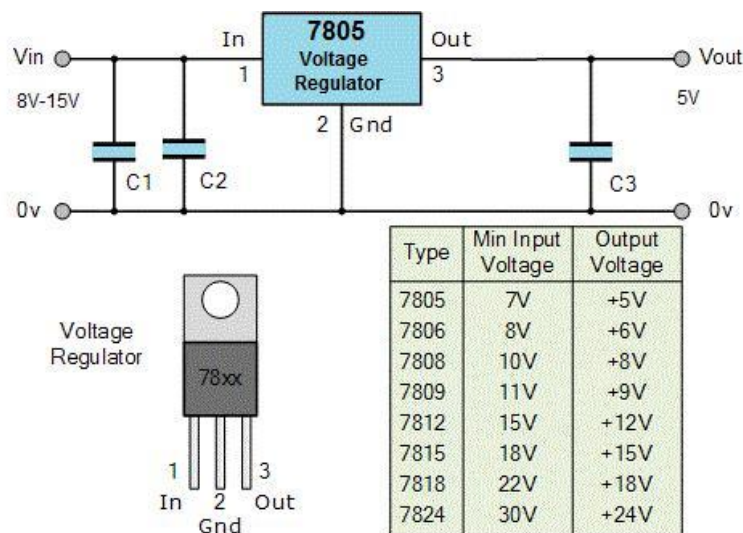 7805
Voltage
Regulator
In
1
Out
3
2 Gnd
Vin
8V-15V
Vout
5V
C1
C2
C3
0v
0v
Voltage
Regulator
78xx
1
2
3
In
Gnd
Out
Type Min Input Voltage Output Voltage
7805 7V +5V
7806 8V +6V
7808 10V +8V
7809 11V +9V
7812 15V +12V
7815 18V +15V
7818 22V +18V
7824 30V +24V